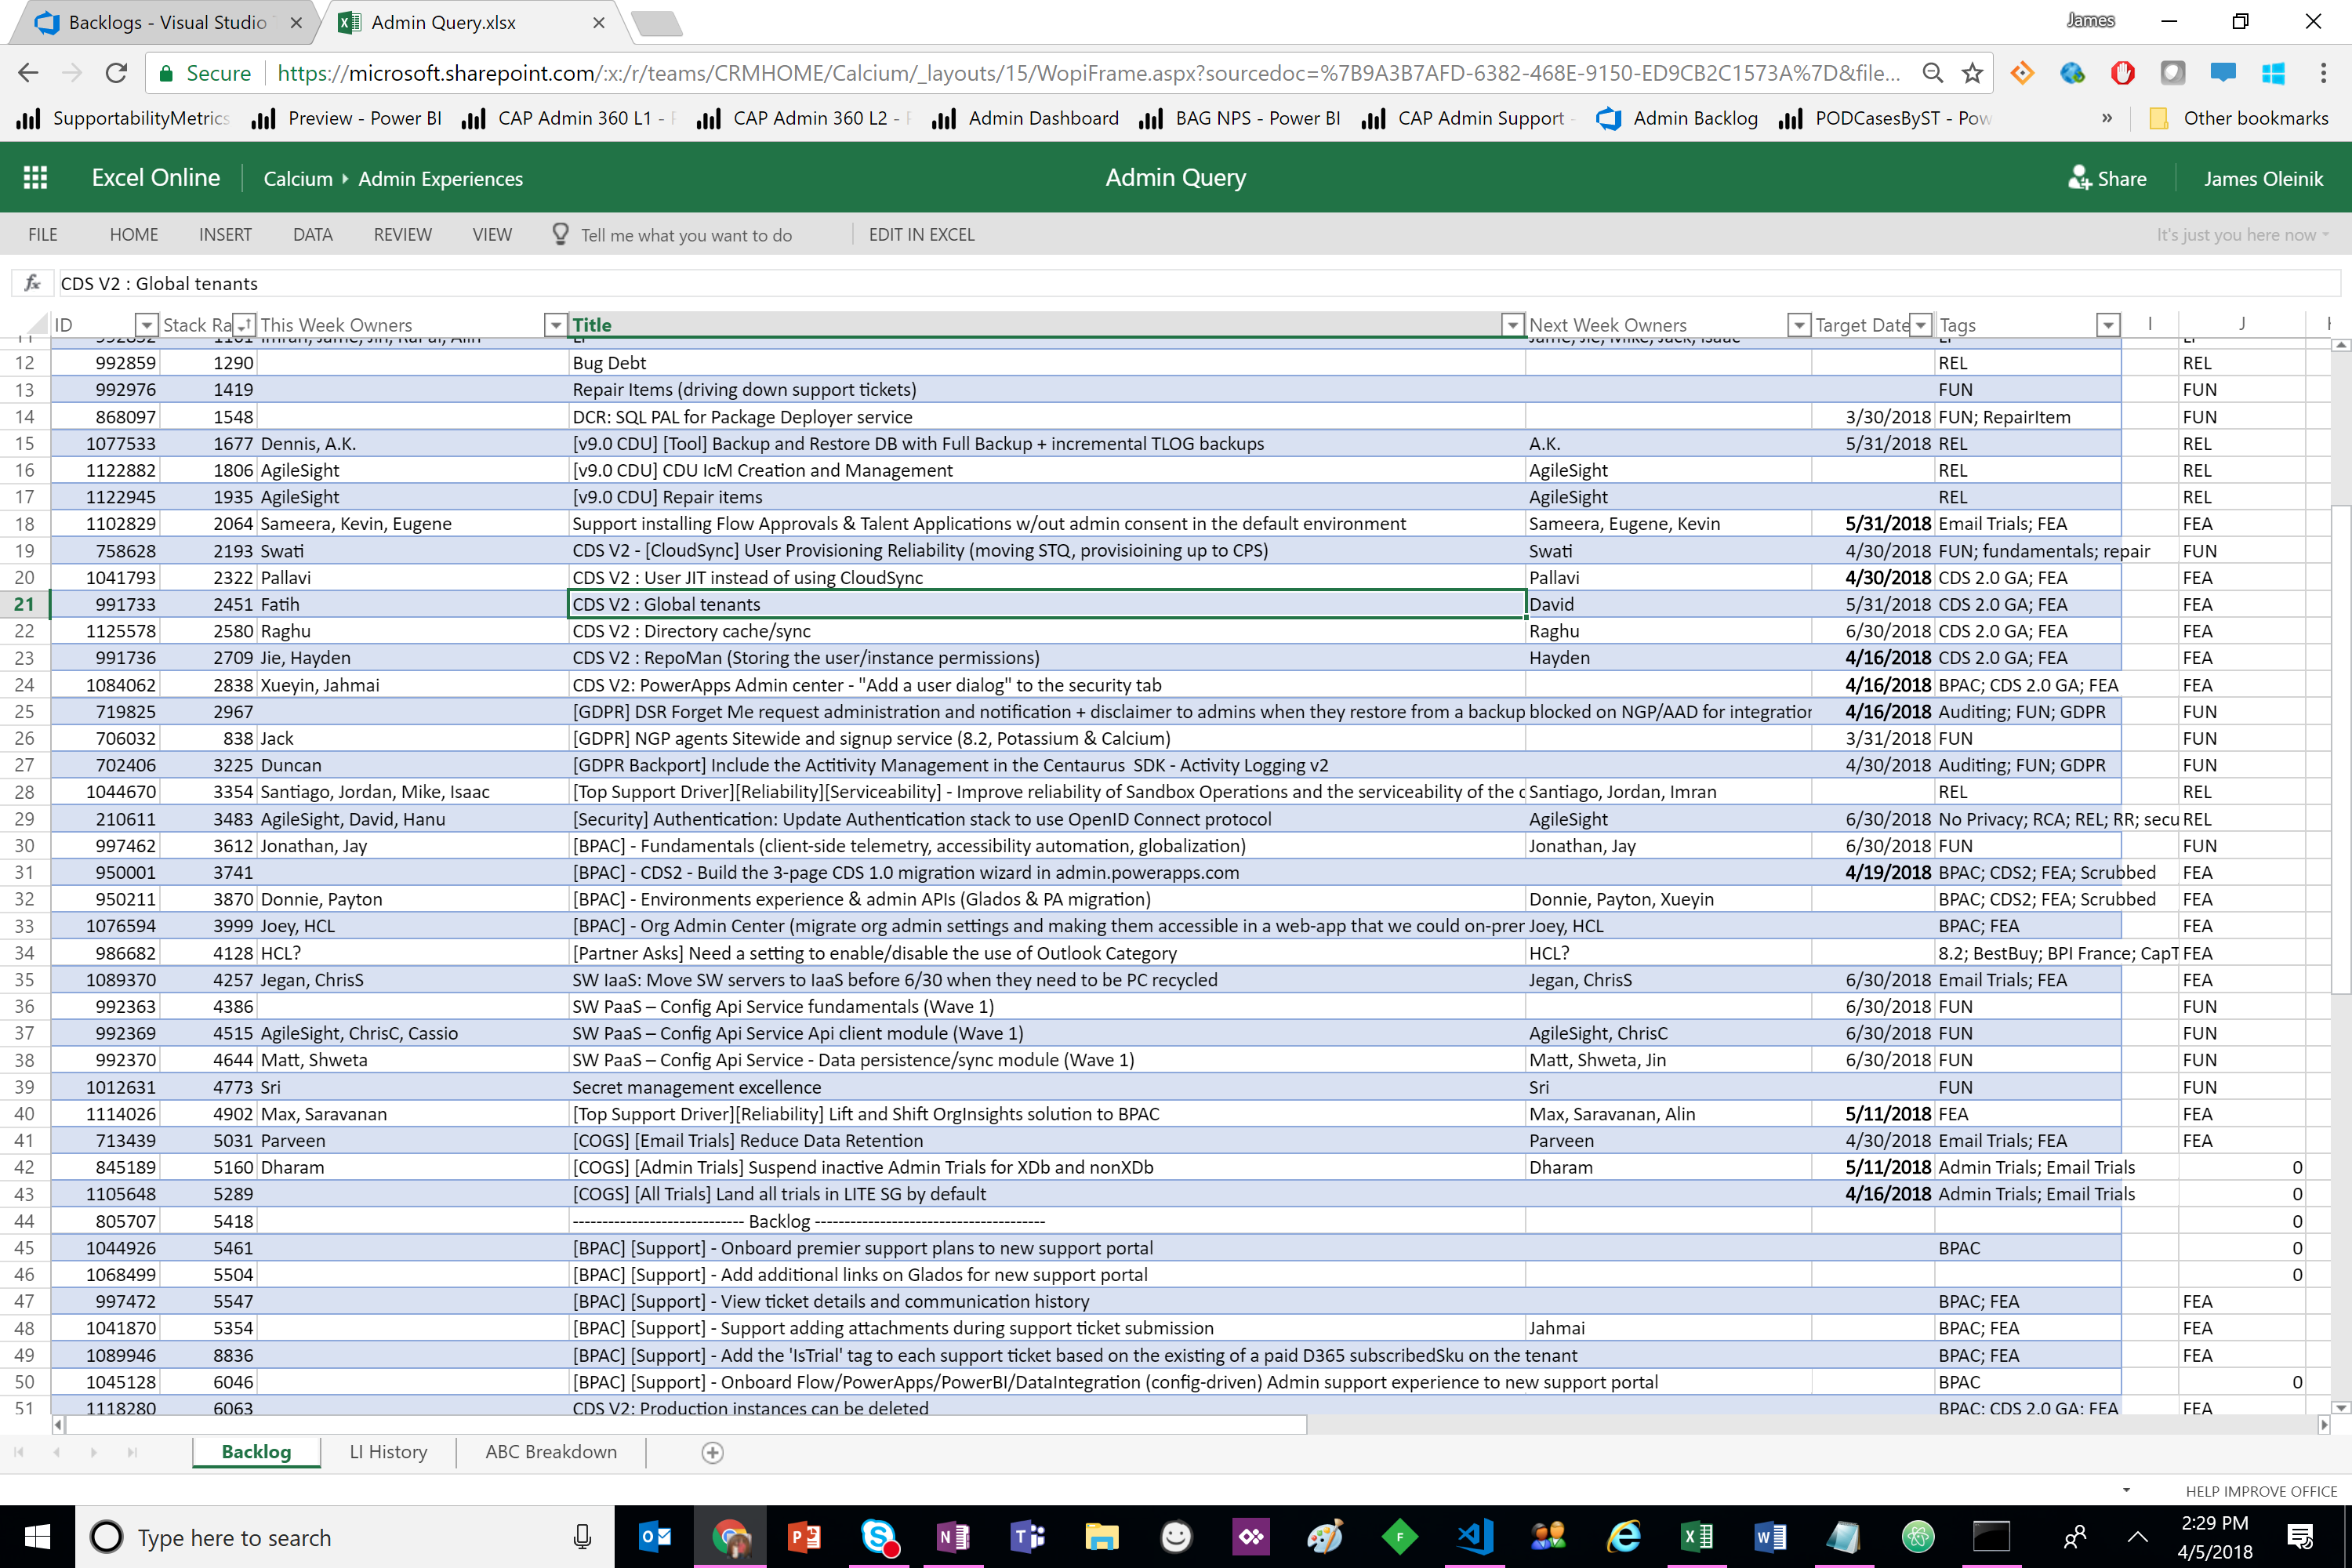 Backlogs - Visual Studio
Admin Query.xlsx
James
Secure https://microsoft.sharepoint.com/:x:/r/teams/CRMHOME/Calcium/_layouts/15/WopiFrame.aspx?sourcedoc=%7B9A3B7AFD-6382-468E-9150-ED9CB2C1573A%7D&file...
SupportabilityMetrics Preview - Power BI CAP Admin 360 L1 - CAP Admin 360 L2 - Admin Dashboard BAG NPS - Power BI CAP Admin Support - Admin Backlog PODCasesByST - Pow » Other bookmarks
Excel Online Calcium Admin Experiences Admin Query Share James Oleinik
FILE HOME INSERT DATA REVIEW VIEW Tell me what you want to do EDIT IN EXCEL It's just you here now
fx CDS V2 : Global tenants
ID Stack Ra This Week Owners Title Next Week Owners Target Date Tags I J
12 992859 1290 Bug Debt REL REL
13 992976 1419 Repair Items (driving down support tickets) FUN FUN
14 868097 1548 DCR: SQL PAL for Package Deployer service 3/30/2018 FUN; RepairItem FUN
15 1077533 1677 Dennis, A.K. [v9.0 CDU] [Tool] Backup and Restore DB with Full Backup + incremental TLOG backups A.K. 5/31/2018 REL REL
16 1122882 1806 AgileSight [v9.0 CDU] CDU IcM Creation and Management AgileSight REL REL
17 1122945 1935 AgileSight [v9.0 CDU] Repair items AgileSight REL REL
18 1102829 2064 Sameera, Kevin, Eugene Support installing Flow Approvals & Talent Applications w/out admin consent in the default environment Sameera, Eugene, Kevin 5/31/2018 Email Trials; FEA FEA
19 758628 2193 Swati CDS V2 - [CloudSync] User Provisioning Reliability (moving STQ, provisioining up to CPS) Swati 4/30/2018 FUN; fundamentals; repair FUN
20 1041793 2322 Pallavi CDS V2 : User JIT instead of using CloudSync Pallavi 4/30/2018 CDS 2.0 GA; FEA FEA
21 991733 2451 Fatih CDS V2 : Global tenants David 5/31/2018 CDS 2.0 GA; FEA FEA
22 1125578 2580 Raghu CDS V2 : Directory cache/sync Raghu 6/30/2018 CDS 2.0 GA; FEA FEA
23 991736 2709 Jie, Hayden CDS V2 : RepoMan (Storing the user/instance permissions) Hayden 4/16/2018 CDS 2.0 GA; FEA FEA
24 1084062 2838 Xueyin, Jahmai CDS V2: PowerApps Admin center - "Add a user dialog" to the security tab 4/16/2018 BPAC; CDS 2.0 GA; FEA FEA
25 719825 2967 [GDPR] DSR Forget Me request administration and notification + disclaimer to admins when they restore from a backup blocked on NGP/AAD for integration 4/16/2018 Auditing; FUN; GDPR FUN
26 706032 838 Jack [GDPR] NGP agents Sitewide and signup service (8.2, Potassium & Calcium) 3/31/2018 FUN FUN
27 702406 3225 Duncan [GDPR Backport] Include the Actitivity Management in the Centaurus SDK - Activity Logging v2 4/30/2018 Auditing; FUN; GDPR FUN
28 1044670 3354 Santiago, Jordan, Mike, Isaac [Top Support Driver][Reliability][Serviceability] - Improve reliability of Sandbox Operations and the serviceability of the Santiago, Jordan, Imran REL REL
29 210611 3483 AgileSight, David, Hanu [Security] Authentication: Update Authentication stack to use OpenID Connect protocol AgileSight 6/30/2018 No Privacy; RCA; REL; RR; secu REL
30 997462 3612 Jonathan, Jay [BPAC] - Fundamentals (client-side telemetry, accessibility automation, globalization) Jonathan, Jay 6/30/2018 FUN FUN
31 950001 3741 [BPAC] - CDS2 - Build the 3-page CDS 1.0 migration wizard in admin.powerapps.com 4/19/2018 BPAC; CDS2; FEA; Scrubbed FEA
32 950211 3870 Donnie, Payton [BPAC] - Environments experience & admin APIs (Glados & PA migration) Donnie, Payton, Xueyin BPAC; CDS2; FEA; Scrubbed FEA
33 1076594 3999 Joey, HCL [BPAC] - Org Admin Center (migrate org admin settings and making them accessible in a web-app that we could on-prer Joey, HCL BPAC; FEA FEA
34 986682 4128 HCL? [Partner Asks] Need a setting to enable/disable the use of Outlook Category HCL? 8.2; BestBuy; BPI France; CapT FEA
35 1089370 4257 Jegan, ChrisS SW IaaS: Move SW servers to IaaS before 6/30 when they need to be PC recycled Jegan, ChrisS 6/30/2018 Email Trials; FEA FEA
36 992363 4386 SW PaaS – Config Api Service fundamentals (Wave 1) 6/30/2018 FUN FUN
37 992369 4515 AgileSight, ChrisC, Cassio SW PaaS – Config Api Service Api client module (Wave 1) AgileSight, ChrisC 6/30/2018 FUN FUN
38 992370 4644 Matt, Shweta SW PaaS – Config Api Service - Data persistence/sync module (Wave 1) Matt, Shweta, Jin 6/30/2018 FUN FUN
39 1012631 4773 Sri Secret management excellence Sri FUN FUN
40 1114026 4902 Max, Saravanan [Top Support Driver][Reliability] Lift and Shift OrgInsights solution to BPAC Max, Saravanan, Alin 5/11/2018 FEA FEA
41 713439 5031 Parveen [COGS] [Email Trials] Reduce Data Retention Parveen 4/30/2018 Email Trials; FEA FEA
42 845189 5160 Dharam [COGS] [Admin Trials] Suspend inactive Admin Trials for XDb and nonXDb Dharam 5/11/2018 Admin Trials; Email Trials 0
43 1105648 5289 [COGS] [All Trials] Land all trials in LITE SG by default 4/16/2018 Admin Trials; Email Trials 0
44 805707 5418 ----------------------------- Backlog --------------------------------------- 0
45 1044926 5461 [BPAC] [Support] - Onboard premier support plans to new support portal BPAC 0
46 1068499 5504 [BPAC] [Support] - Add additional links on Glados for new support portal 0
47 997472 5547 [BPAC] [Support] - View ticket details and communication history BPAC; FEA FEA
48 1041870 5354 [BPAC] [Support] - Support adding attachments during support ticket submission Jahmai BPAC; FEA FEA
49 1089946 8836 [BPAC] [Support] - Add the 'IsTrial' tag to each support ticket based on the existing of a paid D365 subscribedSku on the tenant BPAC; FEA FEA
50 1045128 6046 [BPAC] [Support] - Onboard Flow/PowerApps/PowerBI/DataIntegration (config-driven) Admin support experience to new support portal BPAC 0
51 1118280 6063 CDS V2: Production instances can be deleted BPAC; CDS 2.0 GA; FEA FEA
Backlog LI History ABC Breakdown
HELP IMPROVE OFFICE
Type here to search
2:29 PM
4/5/2018